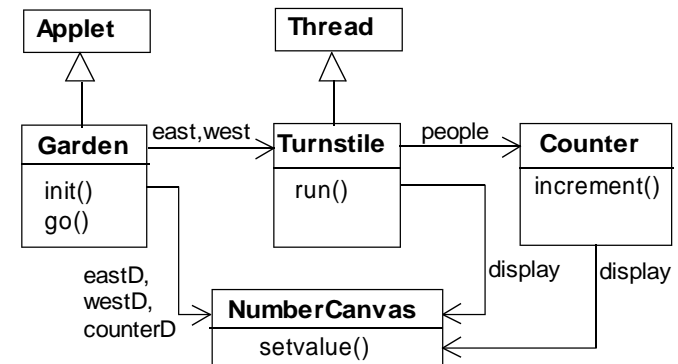 Applet
Thread
Garden
init()
go()
east,west
Turnstile
run()
people
Counter
increment()
eastD,
westD,
counterD
display
display
NumberCanvas
setvalue()